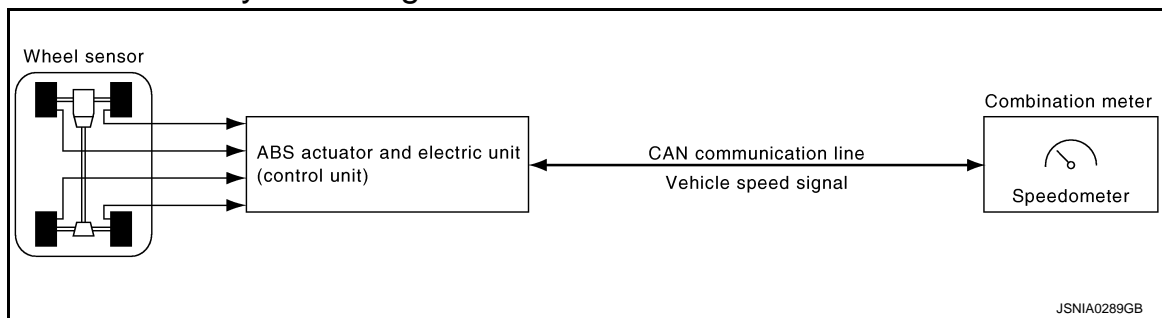 Wheel sensor
ABS actuator and electric unit
(control unit)
CAN communication line
Vehicle speed signal
Combination meter
Speedometer
JSNIA0289GB